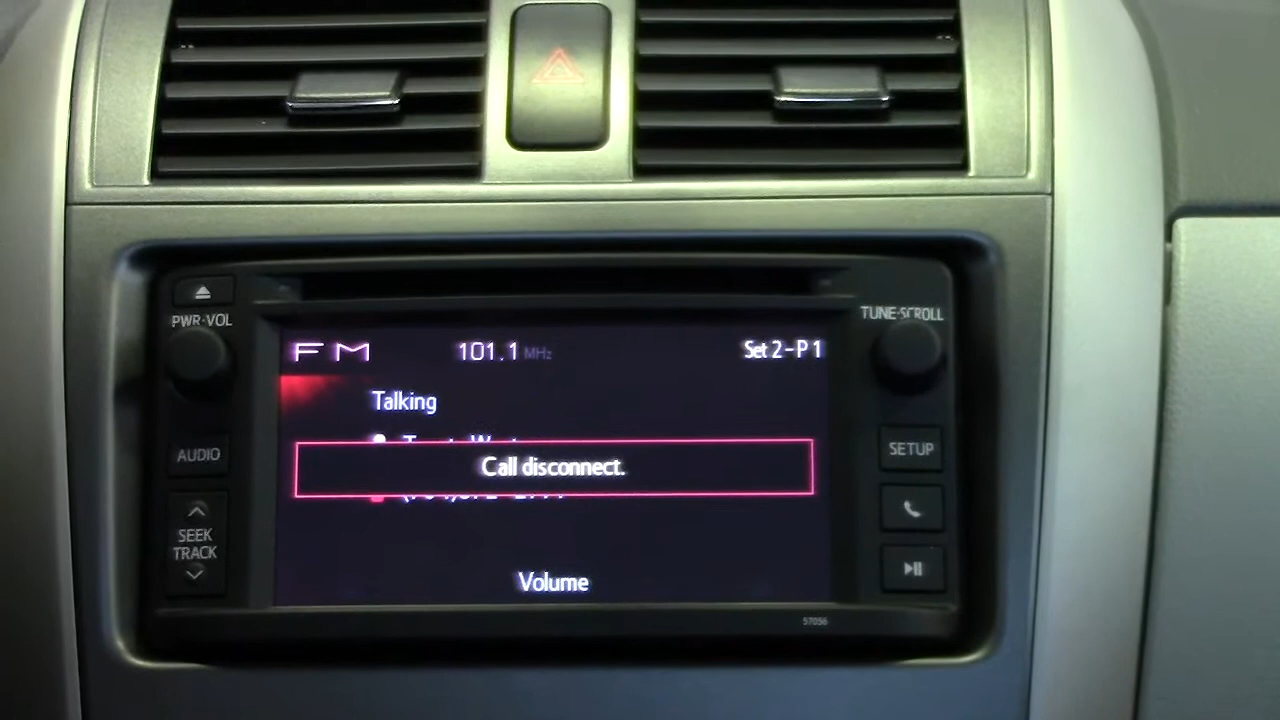 PWR·VOL
TUNE·SCROLL
FM 101.1 MHz Set 2-P1
Talking
AUDIO
Call disconnect.
SETUP
SEEK
TRACK
Volume
57056